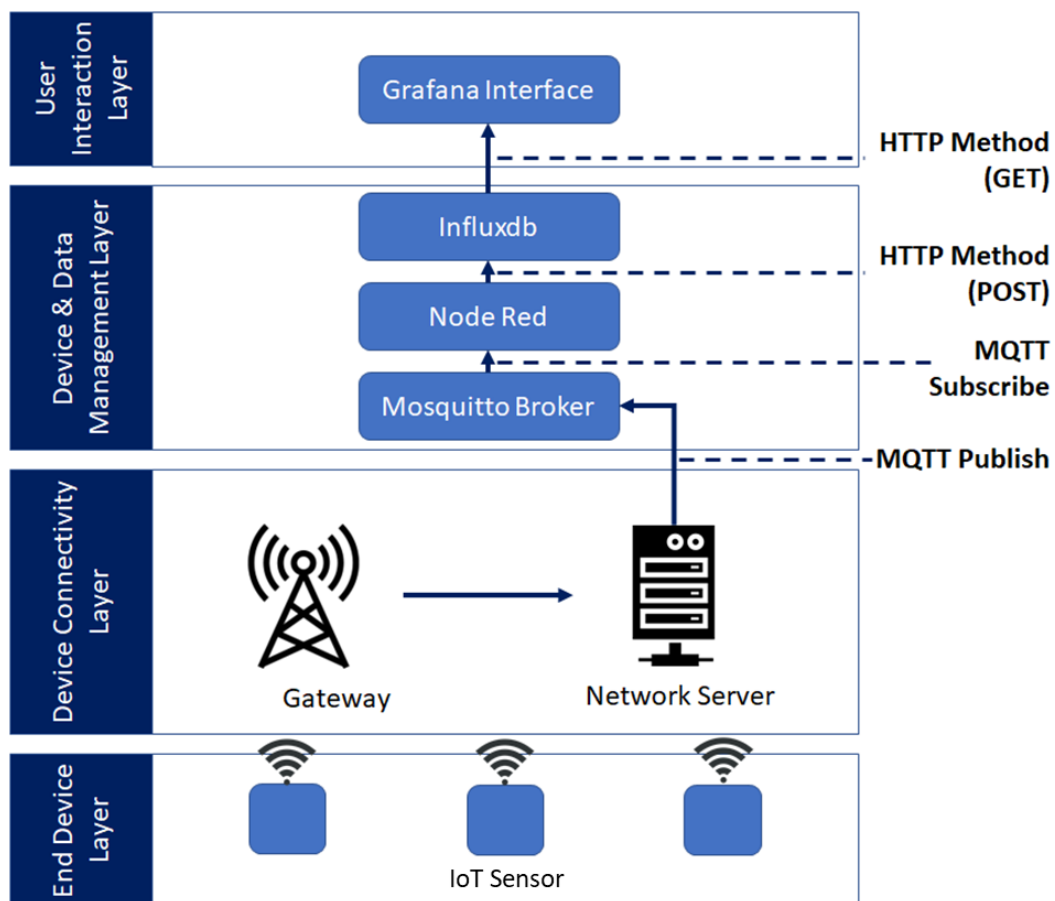 User
Interaction
Layer
Grafana Interface
HTTP Method
(GET)
Device & Data
Management Layer
Influxdb
HTTP Method
(POST)
Node Red
MQTT
Subscribe
Mosquitto Broker
MQTT Publish
Device Connectivity
Layer
Gateway
Network Server
End Device
Layer
IoT Sensor